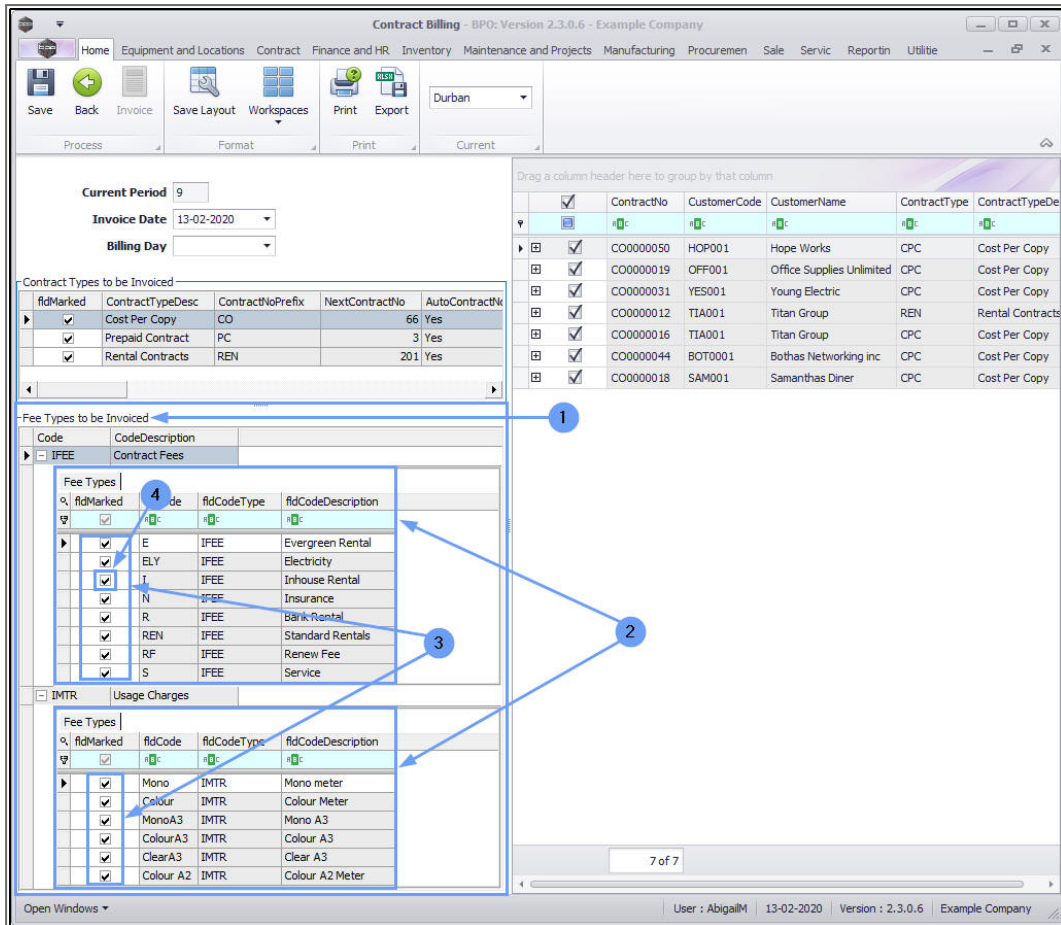 Contract Billing - BPO: Version 2.3.0.6 - Example Company
Home Equipment and Locations Contract Finance and HR Inventory Maintenance and Projects Manufacturing Procuremen Sale Servic Reportin Utilitie
Save Back Invoice Save Layout Workspaces Print Export Durban
Process Format Print Current
Current Period 9
Invoice Date 13-02-2020
Billing Day
Contract Types to be Invoiced
fldMarked ContractTypeDesc ContractNoPrefix NextContractNo AutoContractNo
Cost Per Copy CO 66 Yes
Prepaid Contract PC 3 Yes
Rental Contracts REN 201 Yes
Fee Types to be Invoiced
Code CodeDescription
IFEE Contract Fees
Fee Types
fldMarked de fldCodeType fldCodeDescription
E IFEE Evergreen Rental
ELY IFEE Electricity
I IFEE Inhouse Rental
N IFEE Insurance
R IFEE Bank Rental
REN IFEE Standard Rentals
RF IFEE Renew Fee
S IFEE Service
IMTR Usage Charges
Fee Types
fldMarked fldCode fldCodeType fldCodeDescription
Mono IMTR Mono meter
Colour IMTR Colour Meter
MonoA3 IMTR Mono A3
ColourA3 IMTR Colour A3
ClearA3 IMTR Clear A3
Colour A2 IMTR Colour A2 Meter
1
2
3
4
Drag a column header here to group by that column
ContractNo CustomerCode CustomerName ContractType ContractTypeDe
CO0000050 HOP001 Hope Works CPC Cost Per Copy
CO0000019 OFF001 Office Supplies Unlimited CPC Cost Per Copy
CO0000031 YES001 Young Electric CPC Cost Per Copy
CO0000012 TIA001 Titan Group REN Rental Contracts
CO0000016 TIA001 Titan Group CPC Cost Per Copy
CO0000044 BOT0001 Bothas Networking inc CPC Cost Per Copy
CO0000018 SAM001 Samanthas Diner CPC Cost Per Copy
7 of 7
Open Windows User : AbigailM 13-02-2020 Version : 2.3.0.6 Example Company